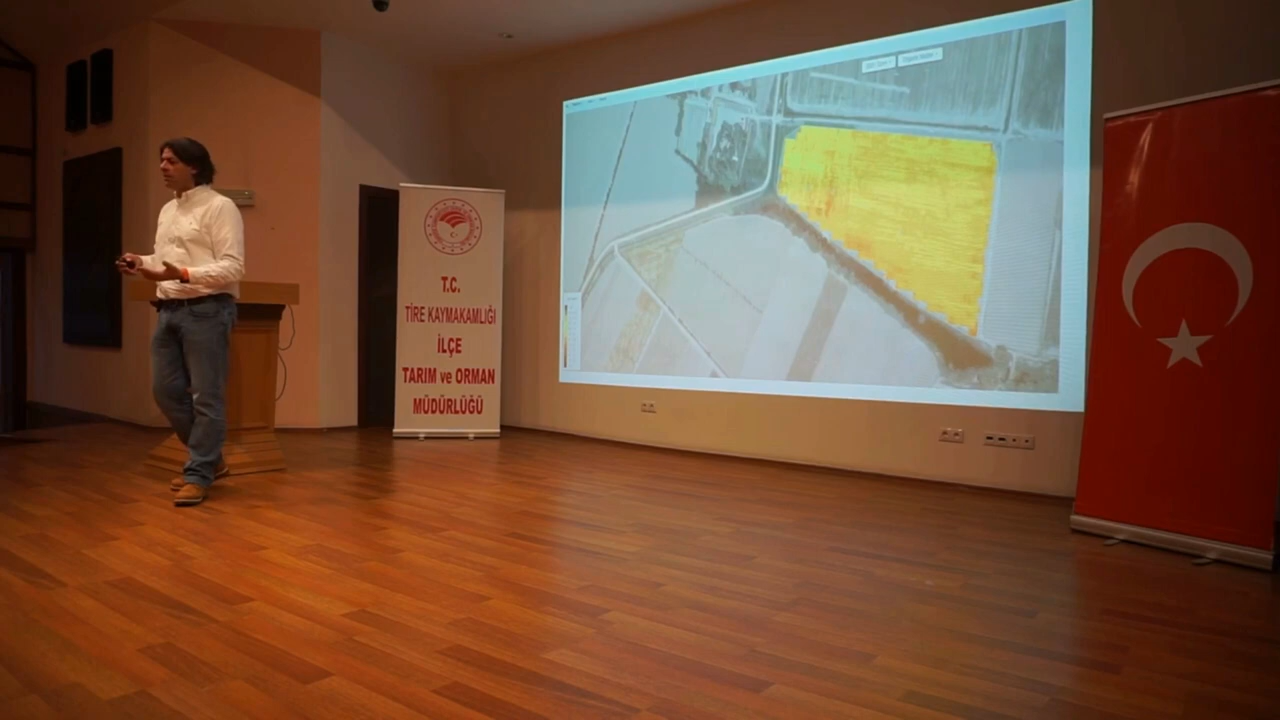 T.C.
TİRE KAYMAKAMLIĞI
İLÇE
TARIM ve ORMAN
MÜDÜRLÜĞÜ